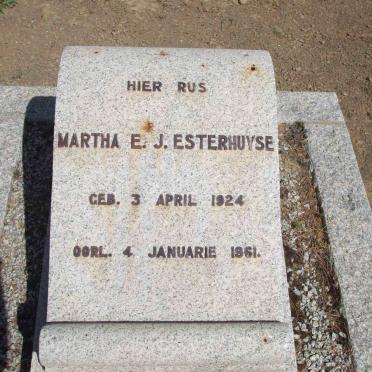 HIER RUS
MARTHA E. J. ESTERHUYSE
GEB. 3 APRIL 1924
OORL. 4 JANUARIE 1961.